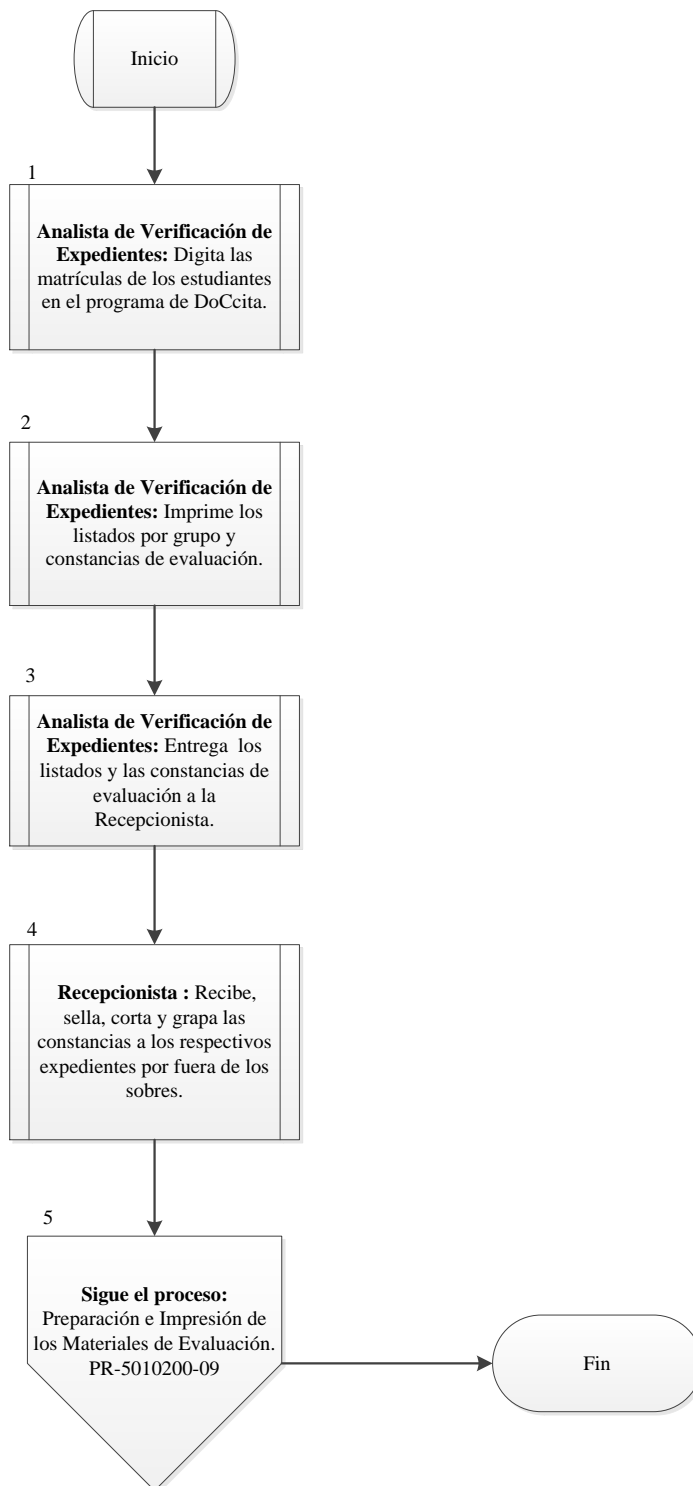 Inicio
1
Analista de Verificación de
Expedientes: Digita las
matrículas de los estudiantes
en el programa de DoCcita.
2
Analista de Verificación de
Expedientes: Imprime los
listados por grupo y
constancias de evaluación.
3
Analista de Verificación de
Expedientes: Entrega  los
listados y las constancias de
evaluación a la
Recepcionista.
4
Recepcionista : Recibe,
sella, corta y grapa las
constancias a los respectivos
expedientes por fuera de los
sobres.
5
Sigue el proceso:
Preparación e Impresión de
los Materiales de Evaluación.
PR-5010200-09
Fin